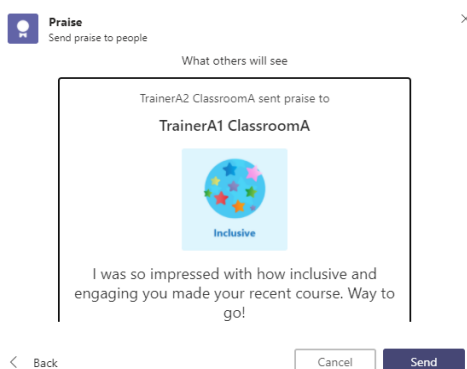 Praise
Send praise to people
What others will see
TrainerA2 ClassroomA sent praise to
TrainerA1 ClassroomA
Inclusive
I was so impressed with how inclusive and
engaging you made your recent course. Way to
go!
Back
Cancel
Send